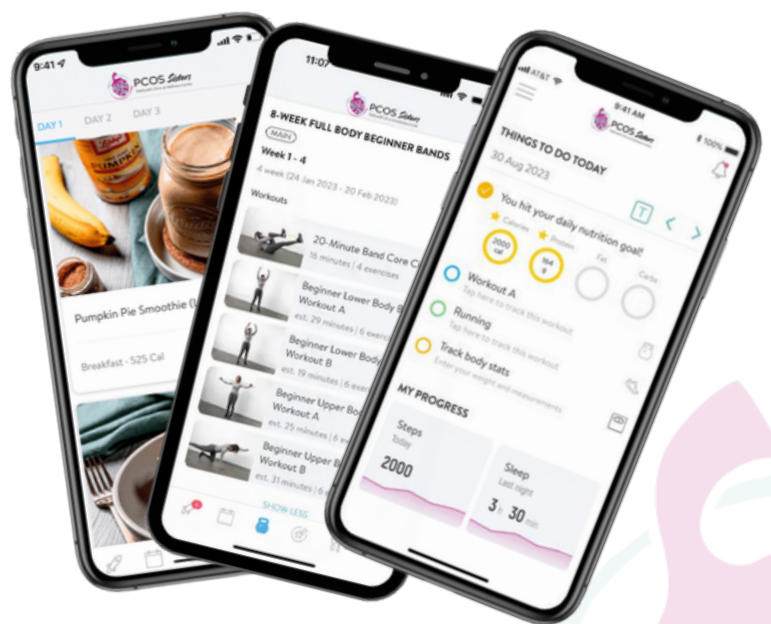 9:41
PCOS Sisters
DAY 1 DAY 2 DAY 3
PUMPKIN
Pumpkin Pie Smoothie
Breakfast - 525 Cal
11:07
PCOS Sisters
8-WEEK FULL BODY BEGINNER BANDS
MAIN
Week 1 - 4
4 week (24 Jan 2023 - 20 Feb 2023)
Workouts
20-Minute Band Core
16 minutes | 4 exercises
Beginner Lower Body
Workout A
est. 29 minutes | 6
Beginner Lower Body
Workout B
est. 19 minutes | 6
Beginner Upper
Workout A
est. 25 minutes | 6
Beginner Upper
Workout B
est. 31 minutes |
SHOW LESS
AT&T 9:41 AM 100%
PCOS Sisters
THINGS TO DO TODAY
30 Aug 2023
T
You hit your daily nutrition goal!
Calories Protein Fat Carbs
2000 cal 164 g
Workout A
Tap here to track this workout
Running
Tap here to track this workout
Track body stats
Enter your weight and measurements
MY PROGRESS
Steps
Today
2000
Sleep
Last night
3 h 30 min